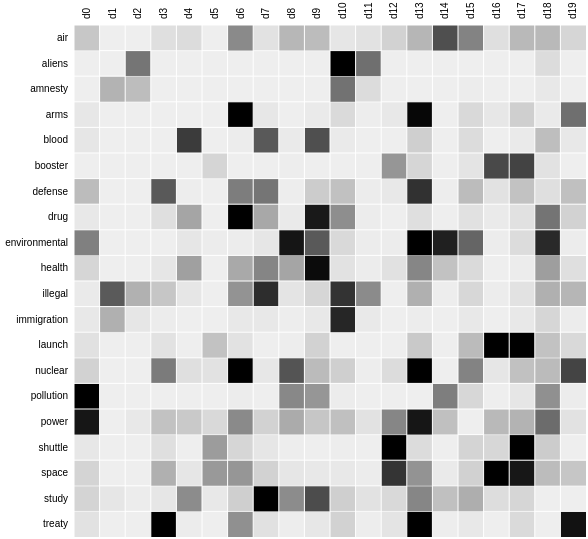 d0 d1 d2 d3 d4 d5 d6 d7 d8 d9 d10 d11 d12 d13 d14 d15 d16 d17 d18 d19
air
aliens
amnesty
arms
blood
booster
defense
drug
environmental
health
illegal
immigration
launch
nuclear
pollution
power
shuttle
space
study
treaty